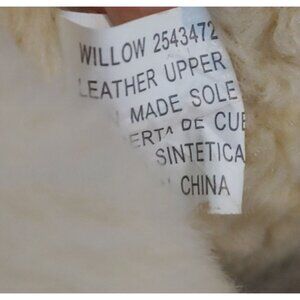 WILLOW 2543472
LEATHER UPPER
MADE SOLE
DE
SINTETICA
CHINA